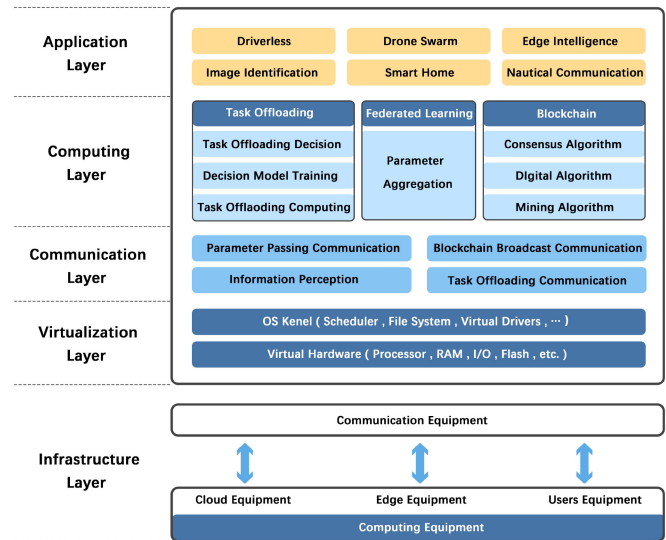 Application
Layer
Driverless
Drone Swarm
Edge Intelligence
Image Identification
Smart Home
Nautical Communication
Computing
Layer
Task Offloading
Task Offloading Decision
Decision Model Training
Task Offlaoding Computing
Federated Learning
Parameter
Aggregation
Blockchain
Consensus Algorithm
DIgital Algorithm
Mining Algorithm
Communication
Layer
Parameter Passing Communication
Blockchain Broadcast Communication
Information Perception
Task Offloading Communication
Virtualization
Layer
OS Kenel ( Scheduler , File System , Virtual Drivers , ··· )
Virtual Hardware ( Processor , RAM , I/O , Flash , etc. )
Infrastructure
Layer
Communication Equipment
Cloud Equipment
Edge Equipment
Users Equipment
Computing Equipment